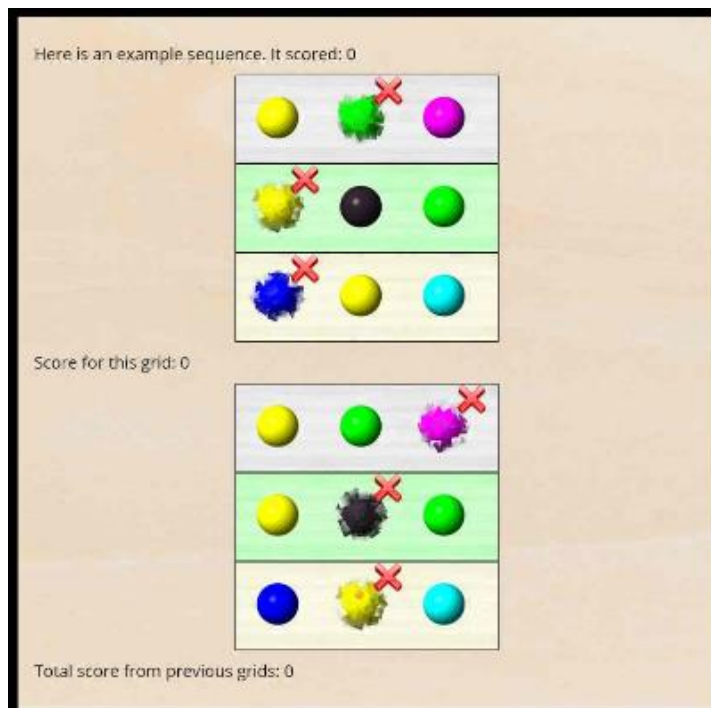 Here is an example sequence. It scored: 0
Score for this grid: 0
Total score from previous grids: 0